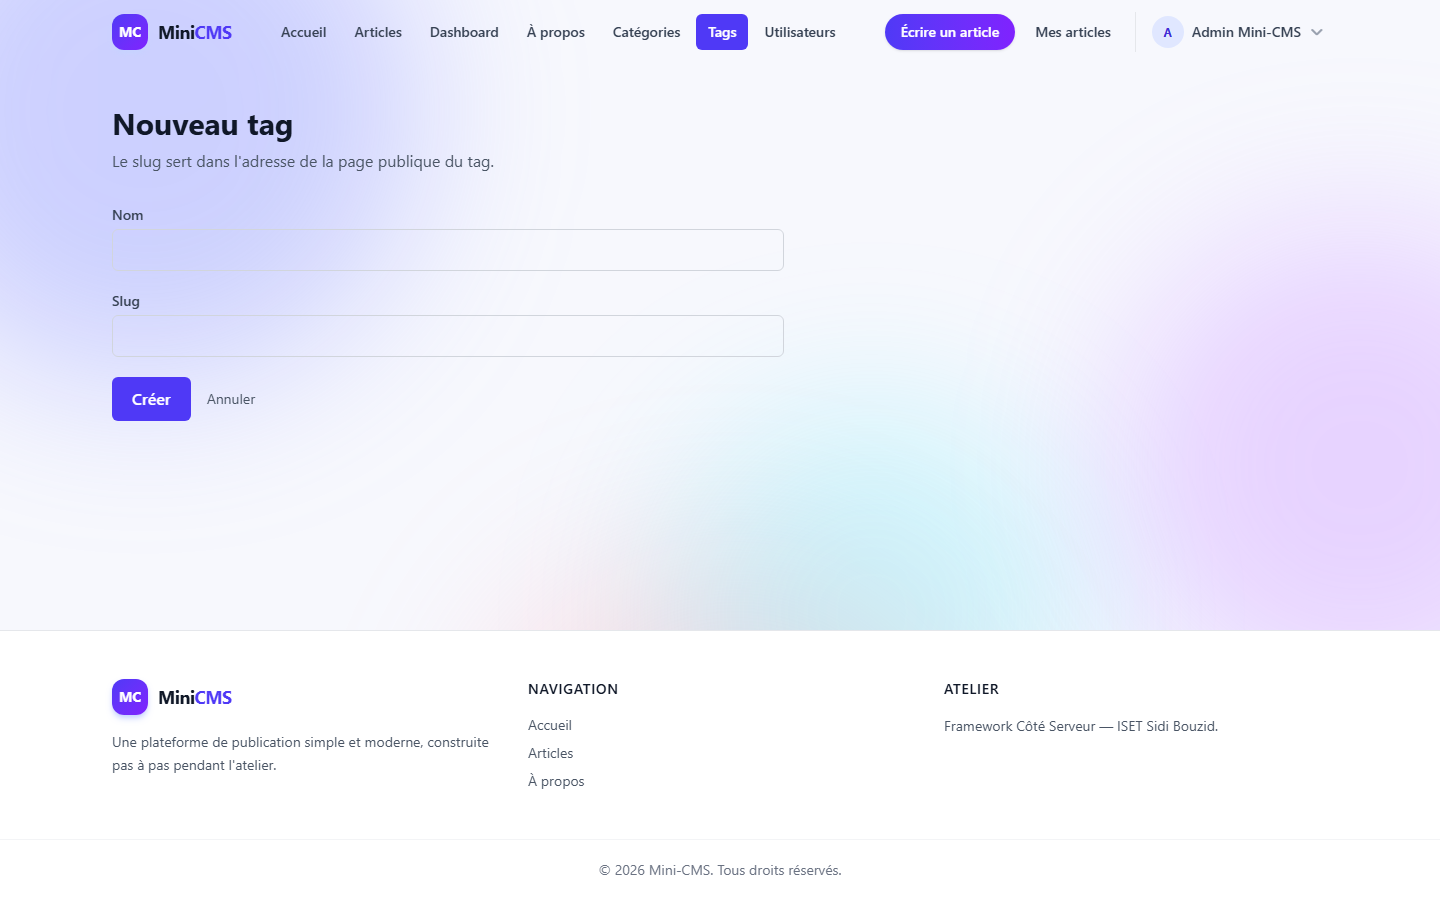 MC MiniCMS Accueil Articles Dashboard À propos Catégories Tags Utilisateurs Écrire un article Mes articles A Admin Mini-CMS
Nouveau tag
Le slug sert dans l'adresse de la page publique du tag.
Nom
Slug
Créer Annuler
MC MiniCMS
Une plateforme de publication simple et moderne, construite
pas à pas pendant l'atelier.
NAVIGATION
Accueil
Articles
À propos
ATELIER
Framework Côté Serveur — ISET Sidi Bouzid.
© 2026 Mini-CMS. Tous droits réservés.